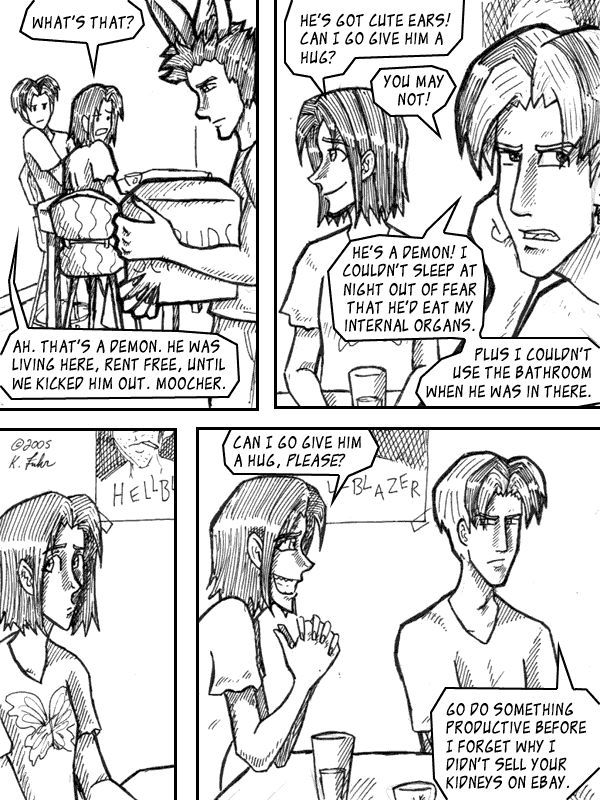 WHAT'S THAT?
AH. THAT'S A DEMON. HE WAS
LIVING HERE, RENT FREE, UNTIL
WE KICKED HIM OUT. MOOCHER.
HE'S GOT CUTE EARS!
CAN I GO GIVE HIM A
HUG?
YOU MAY
NOT!
HE'S A DEMON! I
COULDN'T SLEEP AT
NIGHT OUT OF FEAR
THAT HE'D EAT MY
INTERNAL ORGANS.
PLUS I COULDN'T
USE THE BATHROOM
WHEN HE WAS IN THERE.
©2005
K. Fuhr
HELLB
CAN I GO GIVE HIM
A HUG, PLEASE?
BLAZER
GO DO SOMETHING
PRODUCTIVE BEFORE
I FORGET WHY I
DIDN'T SELL YOUR
KIDNEYS ON EBAY.